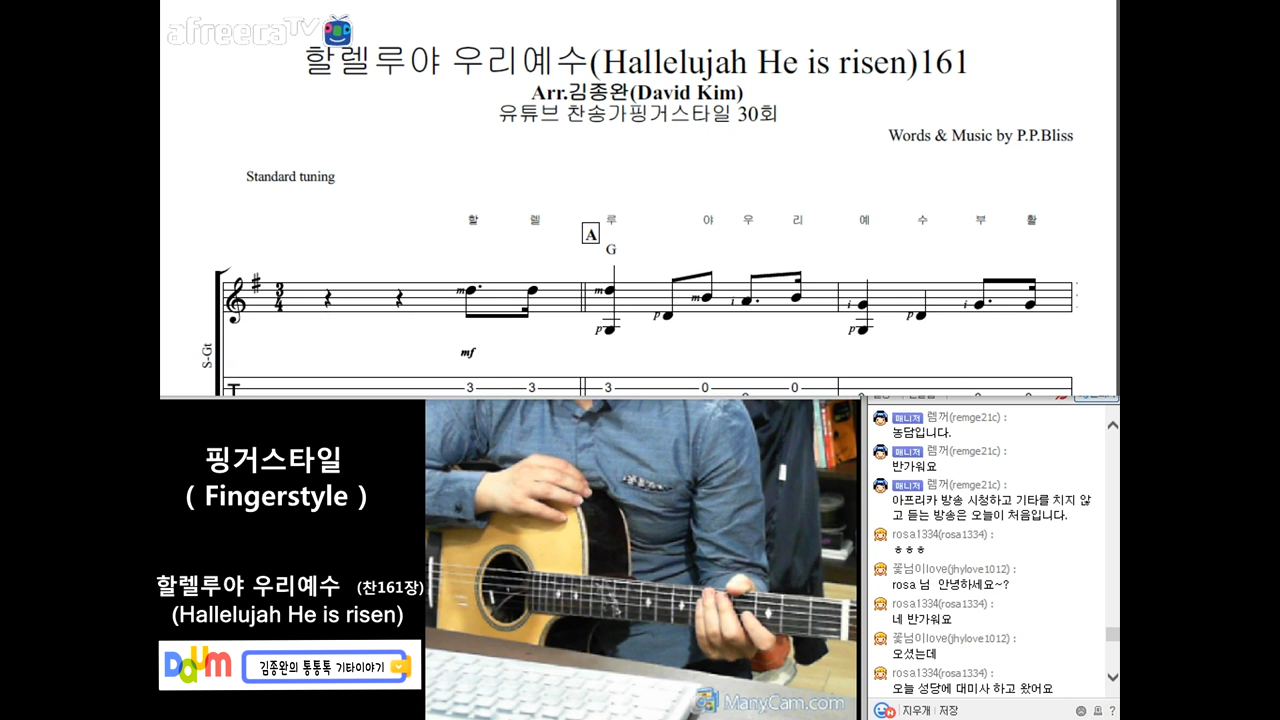 afreecaTV
할렐루야 우리예수(Hallelujah He is risen)161
Arr.김종완(David Kim)
유튜브 찬송가핑거스타일 30회
Words & Music by P.P.Bliss
Standard tuning
할 렐 루 야 우 리 예 수 부 활
A
G
3
4
m m p m i p i p i
mf
S-Gt
T 3 3 3 0 0
핑거스타일
( Fingerstyle )
할렐루야 우리예수 (찬161장)
(Hallelujah He is risen)
Daum 김종완의 통통톡 기타이야기
ManyCam.com
매니저 렘꺼(remge21c) :
농담입니다.
매니저 렘꺼(remge21c) :
반가워요
매니저 렘꺼(remge21c) :
아프리카 방송 시청하고 기타를 치지 않
고 듣는 방송은 오늘이 처음입니다.
rosa1334(rosa1334) :
ㅎㅎㅎ
꽃님이love(jhylove1012) :
rosa 님 안녕하세요~?
rosa1334(rosa1334) :
네 반가워요
꽃님이love(jhylove1012) :
오셨는데
rosa1334(rosa1334) :
오늘 성당에 대미사 하고 왔어요
지우개 | 저장 ?